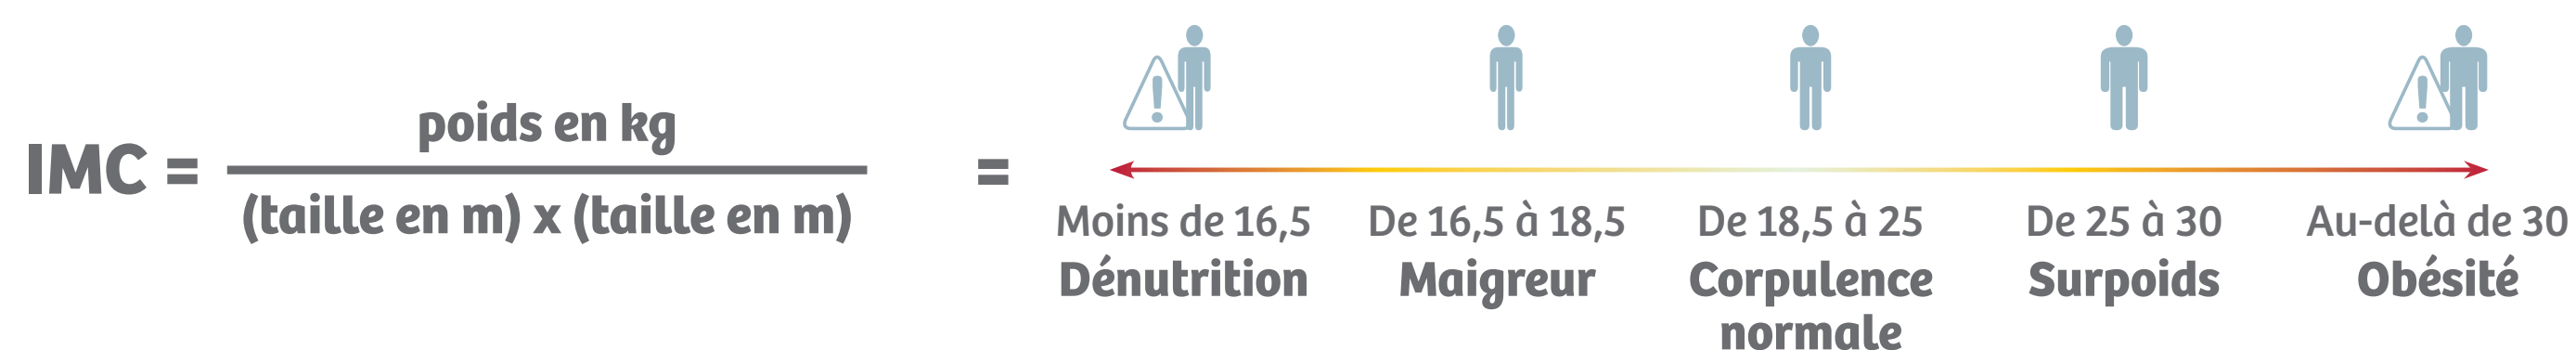 IMC = poids en kg
(taille en m) x (taille en m)
=
Moins de 16,5
Dénutrition
De 16,5 à 18,5
Maigreur
De 18,5 à 25
Corpulence
normale
De 25 à 30
Surpoids
Au-delà de 30
Obésité